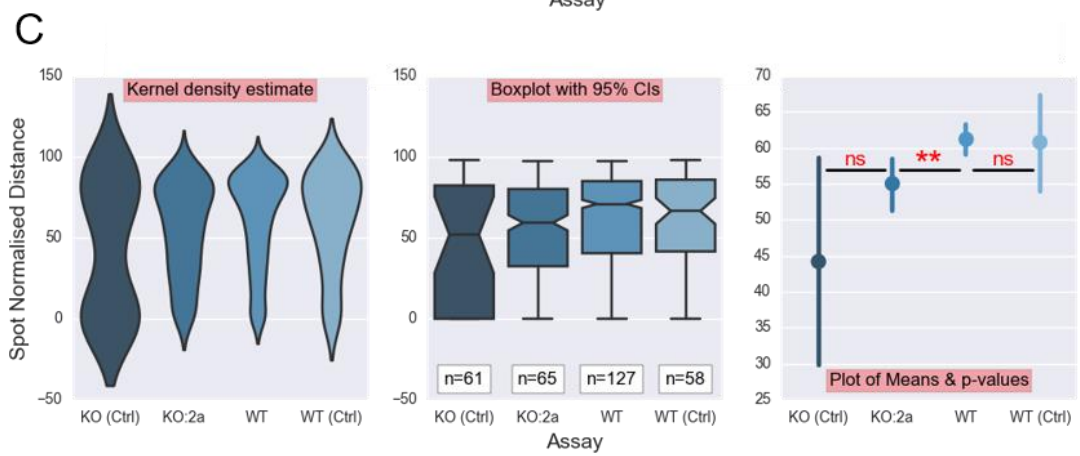 Assay
C
Spot Normalised Distance
150
100
50
0
−50
Kernel density estimate
KO (Ctrl) KO:2a WT WT (Ctrl)
150
100
50
0
−50
Boxplot with 95% CIs
n=61 n=65 n=127 n=58
KO (Ctrl) KO:2a WT WT (Ctrl)
Assay
70
65
60
55
50
45
40
35
30
25
ns ** ns
Plot of Means & p-values
KO (Ctrl) KO:2a WT WT (Ctrl)